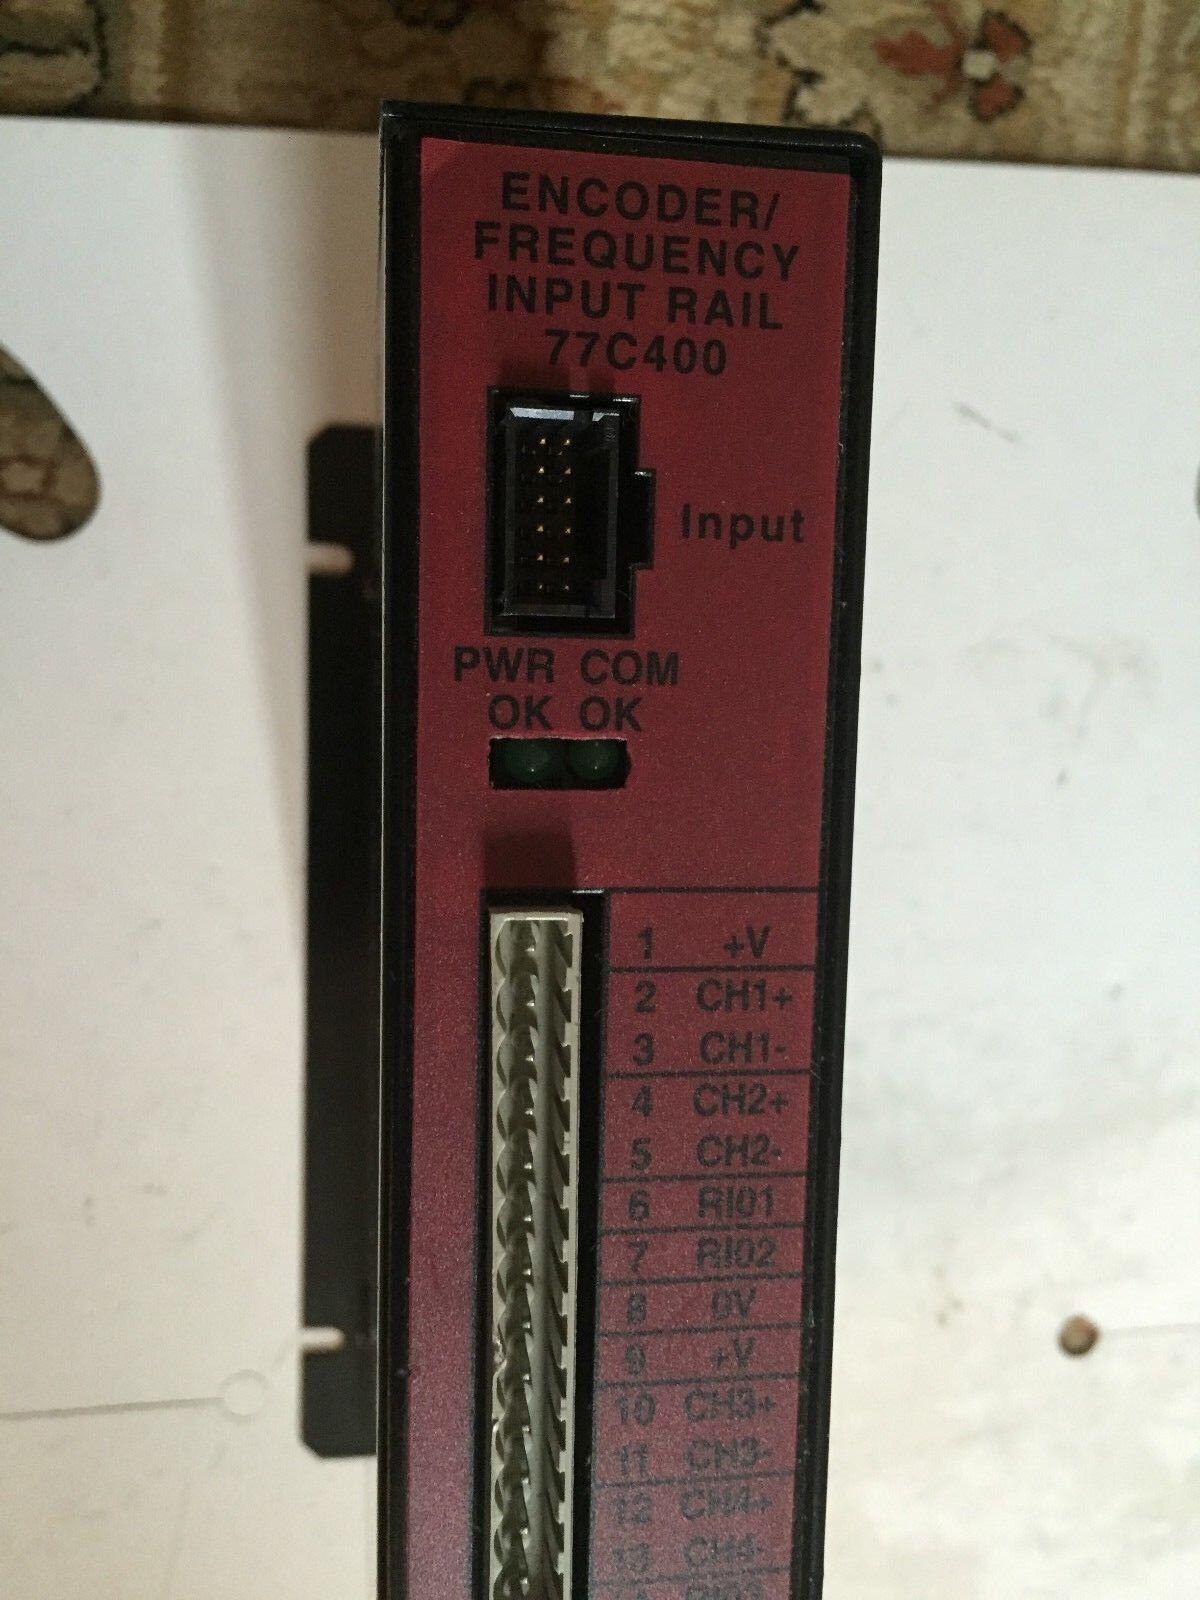 ENCODER/
FREQUENCY
INPUT RAIL
77C400
Input
PWR COM
OK OK
1 +V
2 CH1+
3 CH1-
4 CH2+
5 CH2-
6 RI01
7 RI02
8 0V
9 +V
10 CH3+
11 CH3-
12 CH4+
13 CH4-